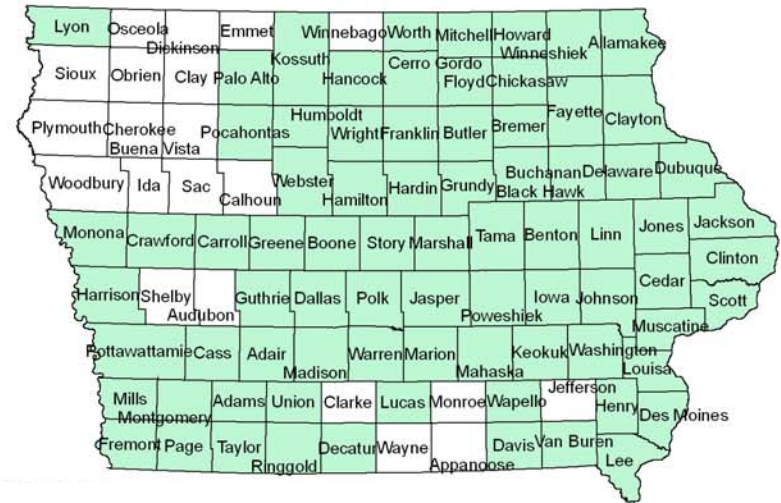 Lyon Osceola Emmet Winnebago Worth Mitchell Howard Allamakee
Dickinson Winneshiek
Sioux Obrien Clay Palo Alto Kossuth Hancock Cerro Gordo Floyd Chickasaw
Plymouth Cherokee Pocahontas Humboldt Wright Franklin Butler Bremer Fayette Clayton
Buena Vista
Woodbury Ida Sac Calhoun Webster Hamilton Hardin Grundy Black Hawk Buchanan Delaware Dubuque
Monona Crawford Carroll Greene Boone Story Marshall Tama Benton Linn Jones Jackson
Clinton
Harrison Shelby Audubon Guthrie Dallas Polk Jasper Poweshiek Iowa Johnson Cedar Scott
Muscatine
Pottawattamie Cass Adair Madison Warren Marion Mahaska Keokuk Washington Louisa
Mills Montgomery Adams Union Clarke Lucas Monroe Wapello Jefferson Henry Des Moines
Fremont Page Taylor Ringgold Decatur Wayne Appanoose Davis Van Buren Lee